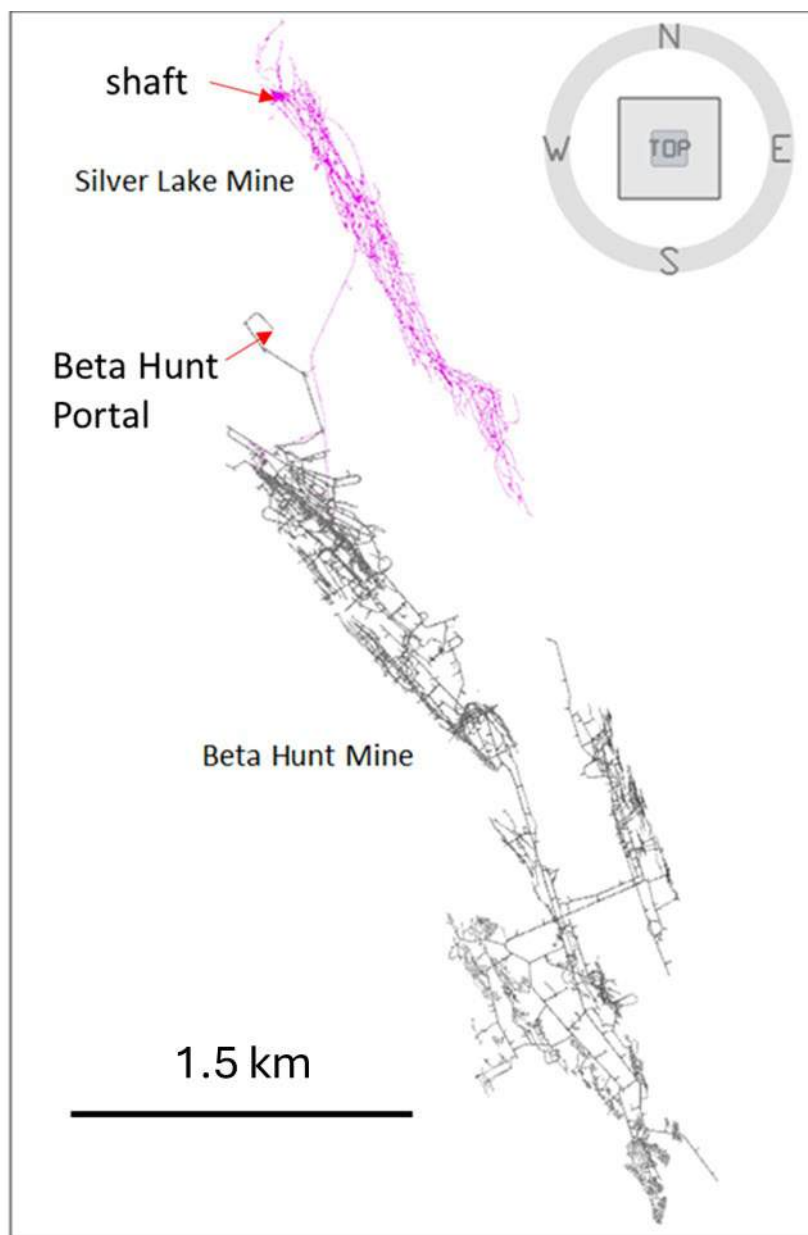 N
shaft
W
TOP
E
Silver Lake Mine
S
Beta Hunt
Portal
Beta Hunt Mine
1.5 km